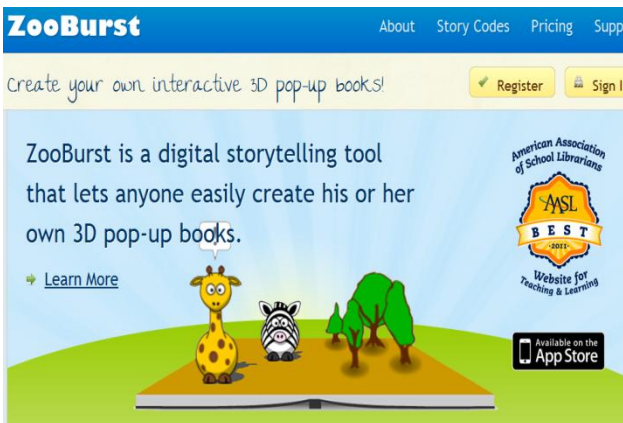 ZooBurst
About Story Codes Pricing Supp
Create your own interactive 3D pop-up books!
Register
Sign I
ZooBurst is a digital storytelling tool
that lets anyone easily create his or her
own 3D pop-up books.
Learn More
American Association
of School Librarians
AASL
BEST
2011
Website for
Teaching & Learning
Available on the
App Store